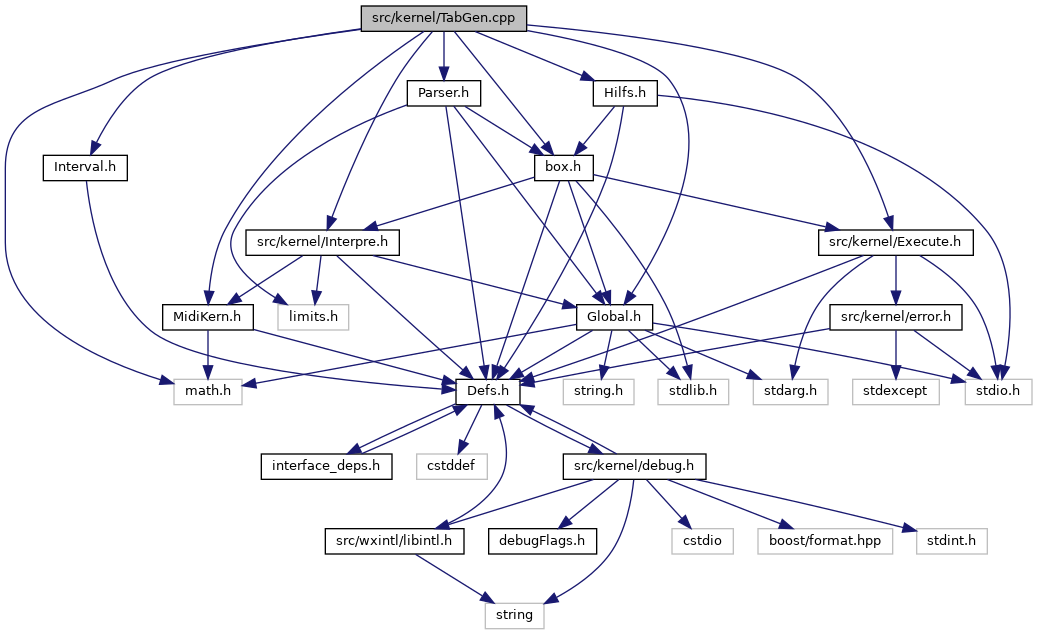 src/kernel/TabGen.cpp
Parser.h
Hilfs.h
Interval.h
box.h
src/kernel/Interpre.h
src/kernel/Execute.h
MidiKern.h
limits.h
Global.h
src/kernel/error.h
math.h
Defs.h
string.h
stdlib.h
stdarg.h
stdexcept
stdio.h
interface_deps.h
cstddef
src/kernel/debug.h
src/wxintl/libintl.h
debugFlags.h
cstdio
boost/format.hpp
stdint.h
string